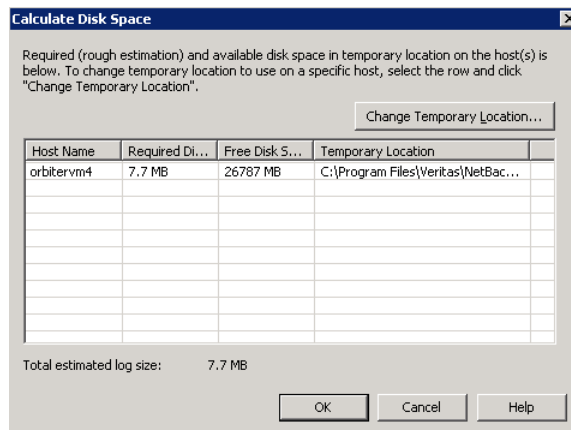 Calculate Disk Space
Required (rough estimation) and available disk space in temporary location on the host(s) is
below. To change temporary location to use on a specific host, select the row and click
"Change Temporary Location".
Change Temporary Location...
Host Name Required Di... Free Disk S... Temporary Location
orbitervm4 7.7 MB 26787 MB C:\Program Files\Veritas\NetBac...
Total estimated log size: 7.7 MB
OK Cancel Help